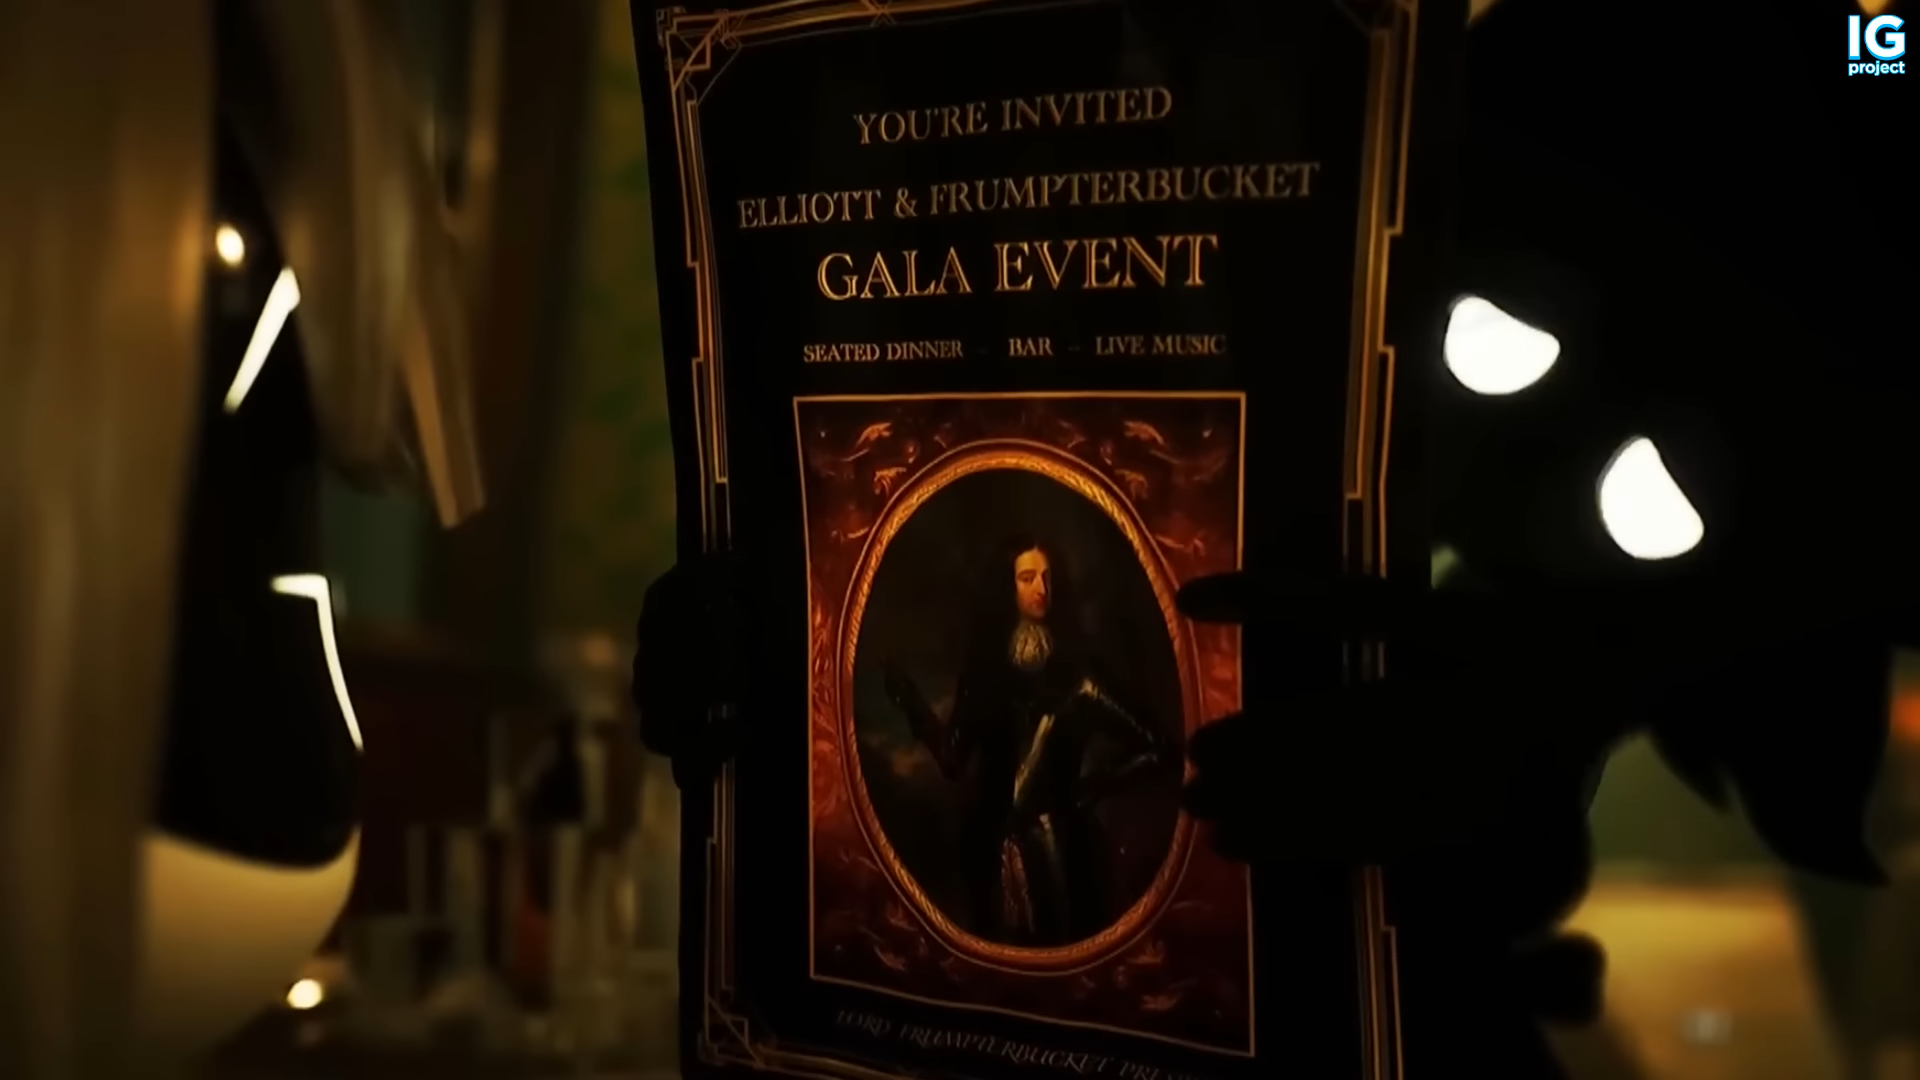 IG
project
YOU'RE INVITED
ELLIOTT & FRUMPTERBUCKET
GALA EVENT
SEATED DINNER - BAR - LIVE MUSIC
LORD FRUMPTERBUCKET